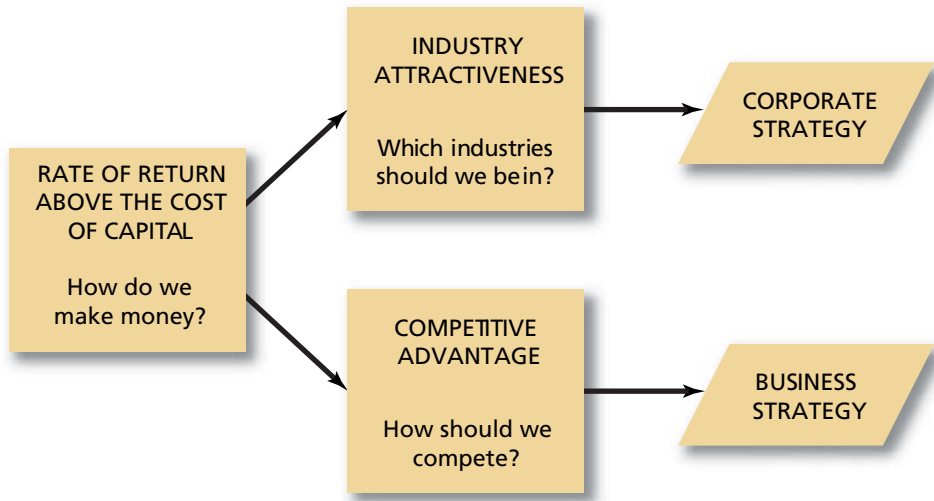 RATE OF RETURN
ABOVE THE COST
OF CAPITAL
How do we
make money?
INDUSTRY
ATTRACTIVENESS
Which industries
should we be in?
CORPORATE
STRATEGY
COMPETITIVE
ADVANTAGE
How should we
compete?
BUSINESS
STRATEGY